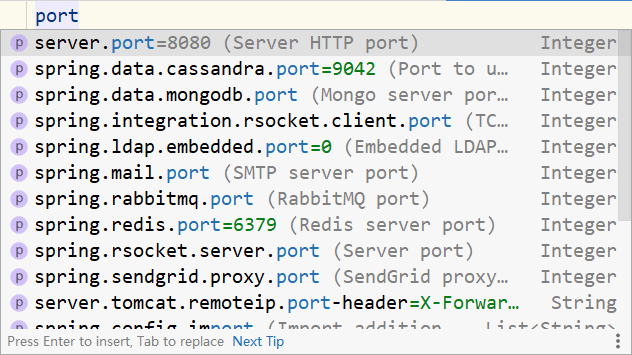 port
p server.port=8080 (Server HTTP port) Integer
p spring.data.cassandra.port=9042 (Port to u… Integer
p spring.data.mongodb.port (Mongo server por… Integer
p spring.integration.rsocket.client.port (TC… Integer
p spring.ldap.embedded.port=0 (Embedded LDAP… Integer
p spring.mail.port (SMTP server port) Integer
p spring.rabbitmq.port (RabbitMQ port) Integer
p spring.redis.port=6379 (Redis server port) Integer
p spring.rsocket.server.port (Server port) Integer
p spring.sendgrid.proxy.port (SendGrid proxy… Integer
p server.tomcat.remoteip.port-header=X-Forwar… String
p spring.config.import (Import addition… List<String>
Press Enter to insert, Tab to replace Next Tip